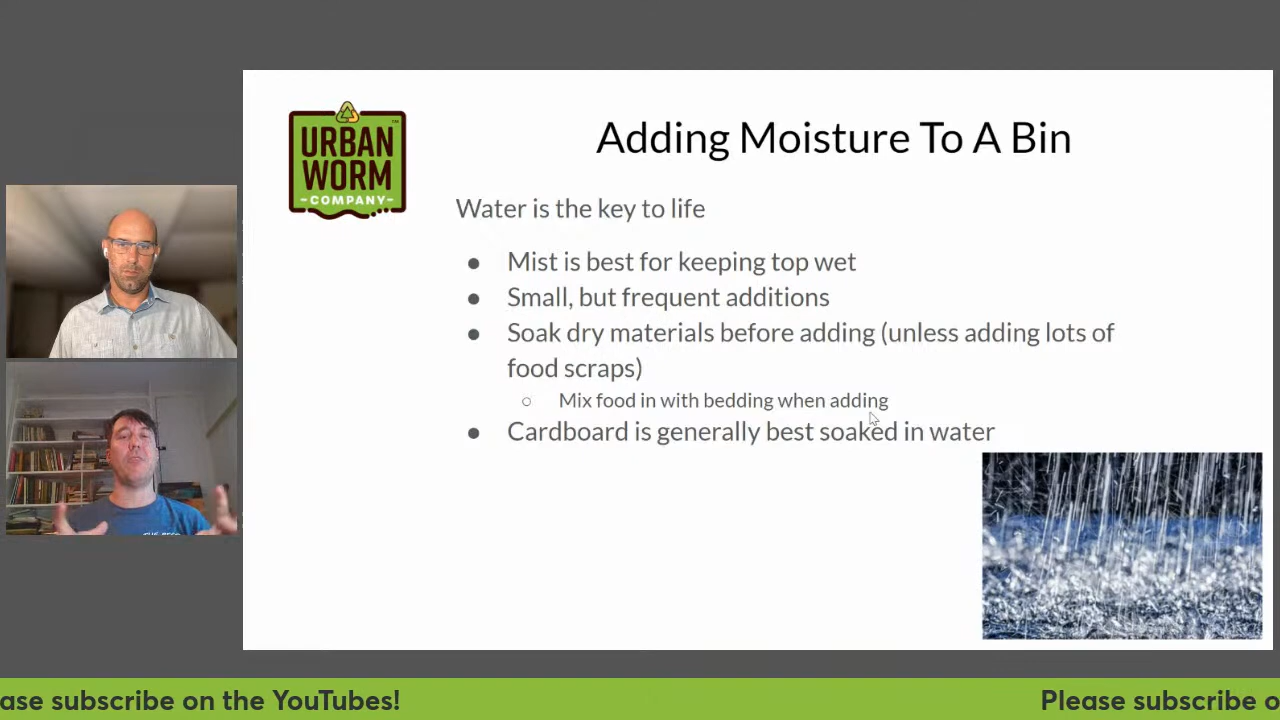 URBAN
WORM
COMPANY
TM
Adding Moisture To A Bin
Water is the key to life
● Mist is best for keeping top wet
● Small, but frequent additions
● Soak dry materials before adding (unless adding lots of
food scraps)
○ Mix food in with bedding when adding
● Cardboard is generally best soaked in water
ase subscribe on the YouTubes!
Please subscribe o